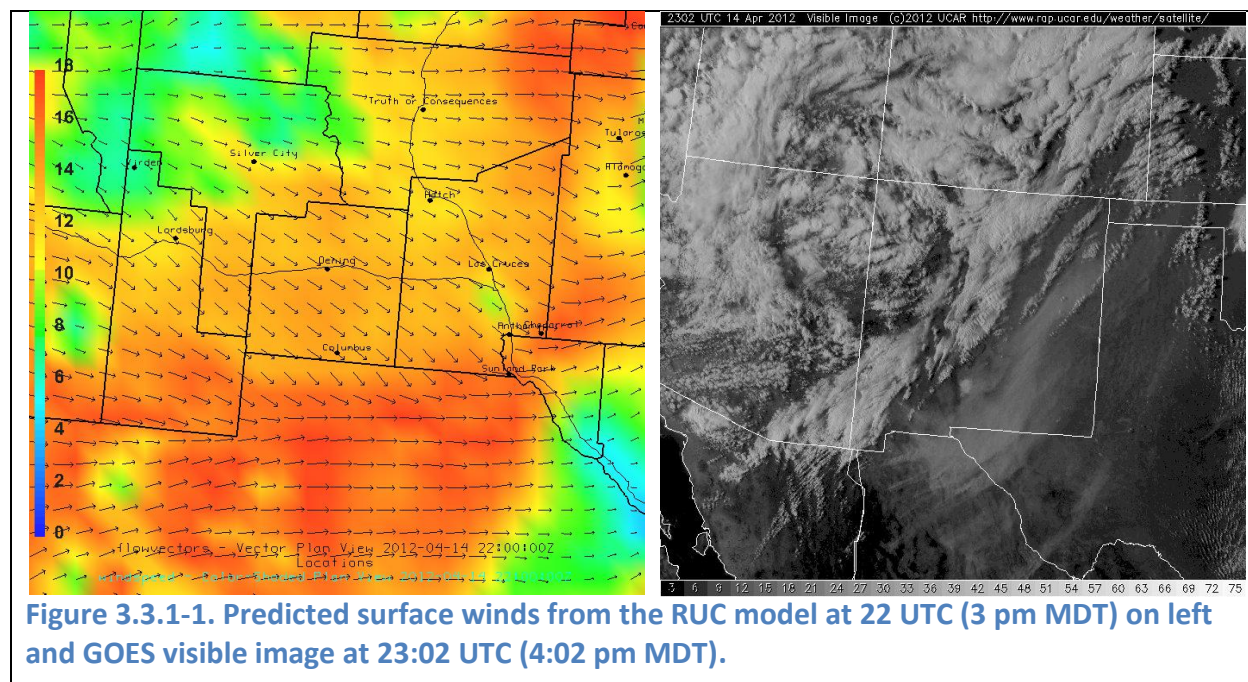 18
16
14
12
10
8
6
4
2
0
Truth or Consequences
Silver City
Virden
Hatch
Lordsburg
Deming
Las Cruces
Chaparral
Columbus
Sunland Park
flowvectors - Vector Plan View 2012-04-14 22:00:00Z
Locations
2302 UTC 14 Apr 2012 Visible Image (c)2012 UCAR http://www.rap.ucar.edu/weather/satellite/
3 6 9 12 15 18 21 24 27 30 33 36 39 42 45 48 51 54 57 60 63 66 69 72 75
Figure 3.3.1-1. Predicted surface winds from the RUC model at 22 UTC (3 pm MDT) on left
and GOES visible image at 23:02 UTC (4:02 pm MDT).